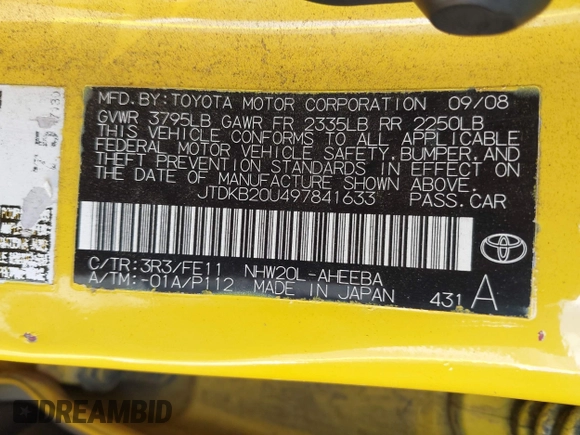 MFD.BY:TOYOTA MOTOR CORPORATION 09/08
GVWR 3795LB GAWR FR 2335LB RR 2250LB
THIS VEHICLE CONFORMS TO ALL APPLICABLE
FEDERAL MOTOR VEHICLE SAFETY,BUMPER,AND
THEFT PREVENTION STANDARDS IN EFFECT ON
THE DATE OF MANUFACTURE SHOWN ABOVE.
JTDKB20U497841633 PASS.CAR
C/TR:3R3/FE11 NHW20L-AHEEBA
A/TM:-01A/P112 MADE IN JAPAN 431 A
DREAMBID